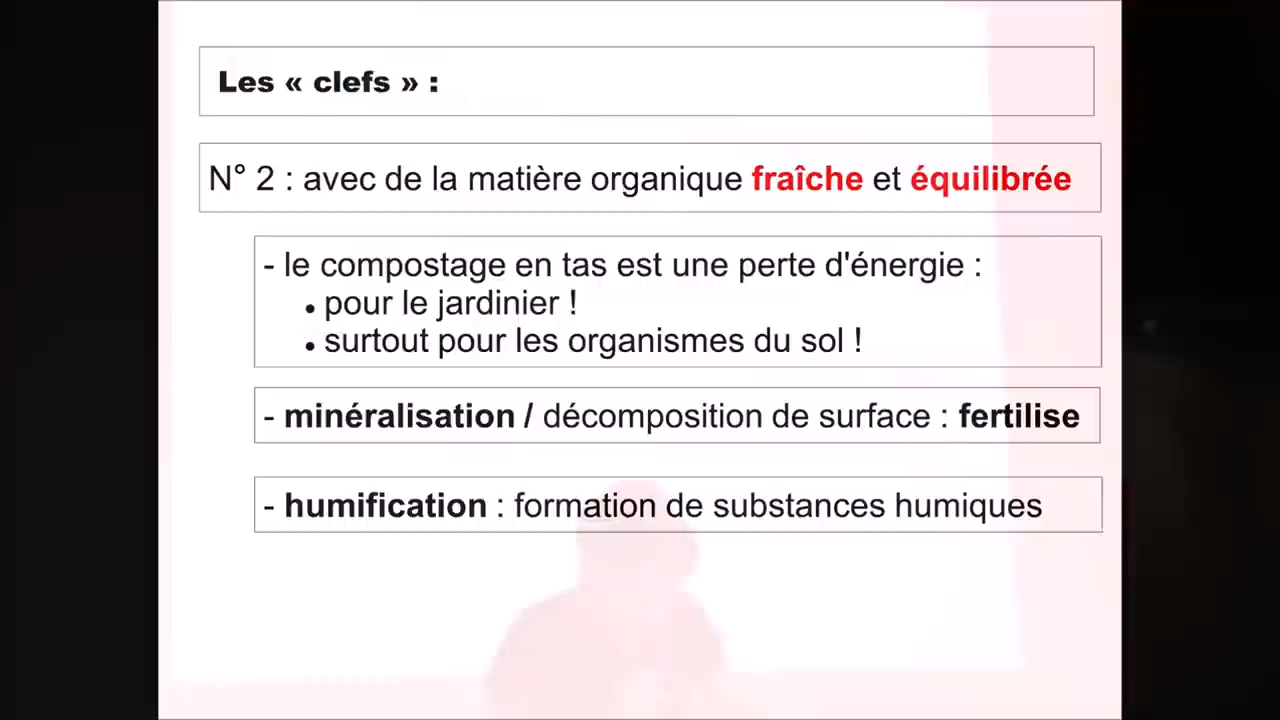 Les « clefs » :
N° 2 : avec de la matière organique fraîche et équilibrée
- le compostage en tas est une perte d'énergie :
• pour le jardinier !
• surtout pour les organismes du sol !
- minéralisation / décomposition de surface : fertilise
- humification : formation de substances humiques